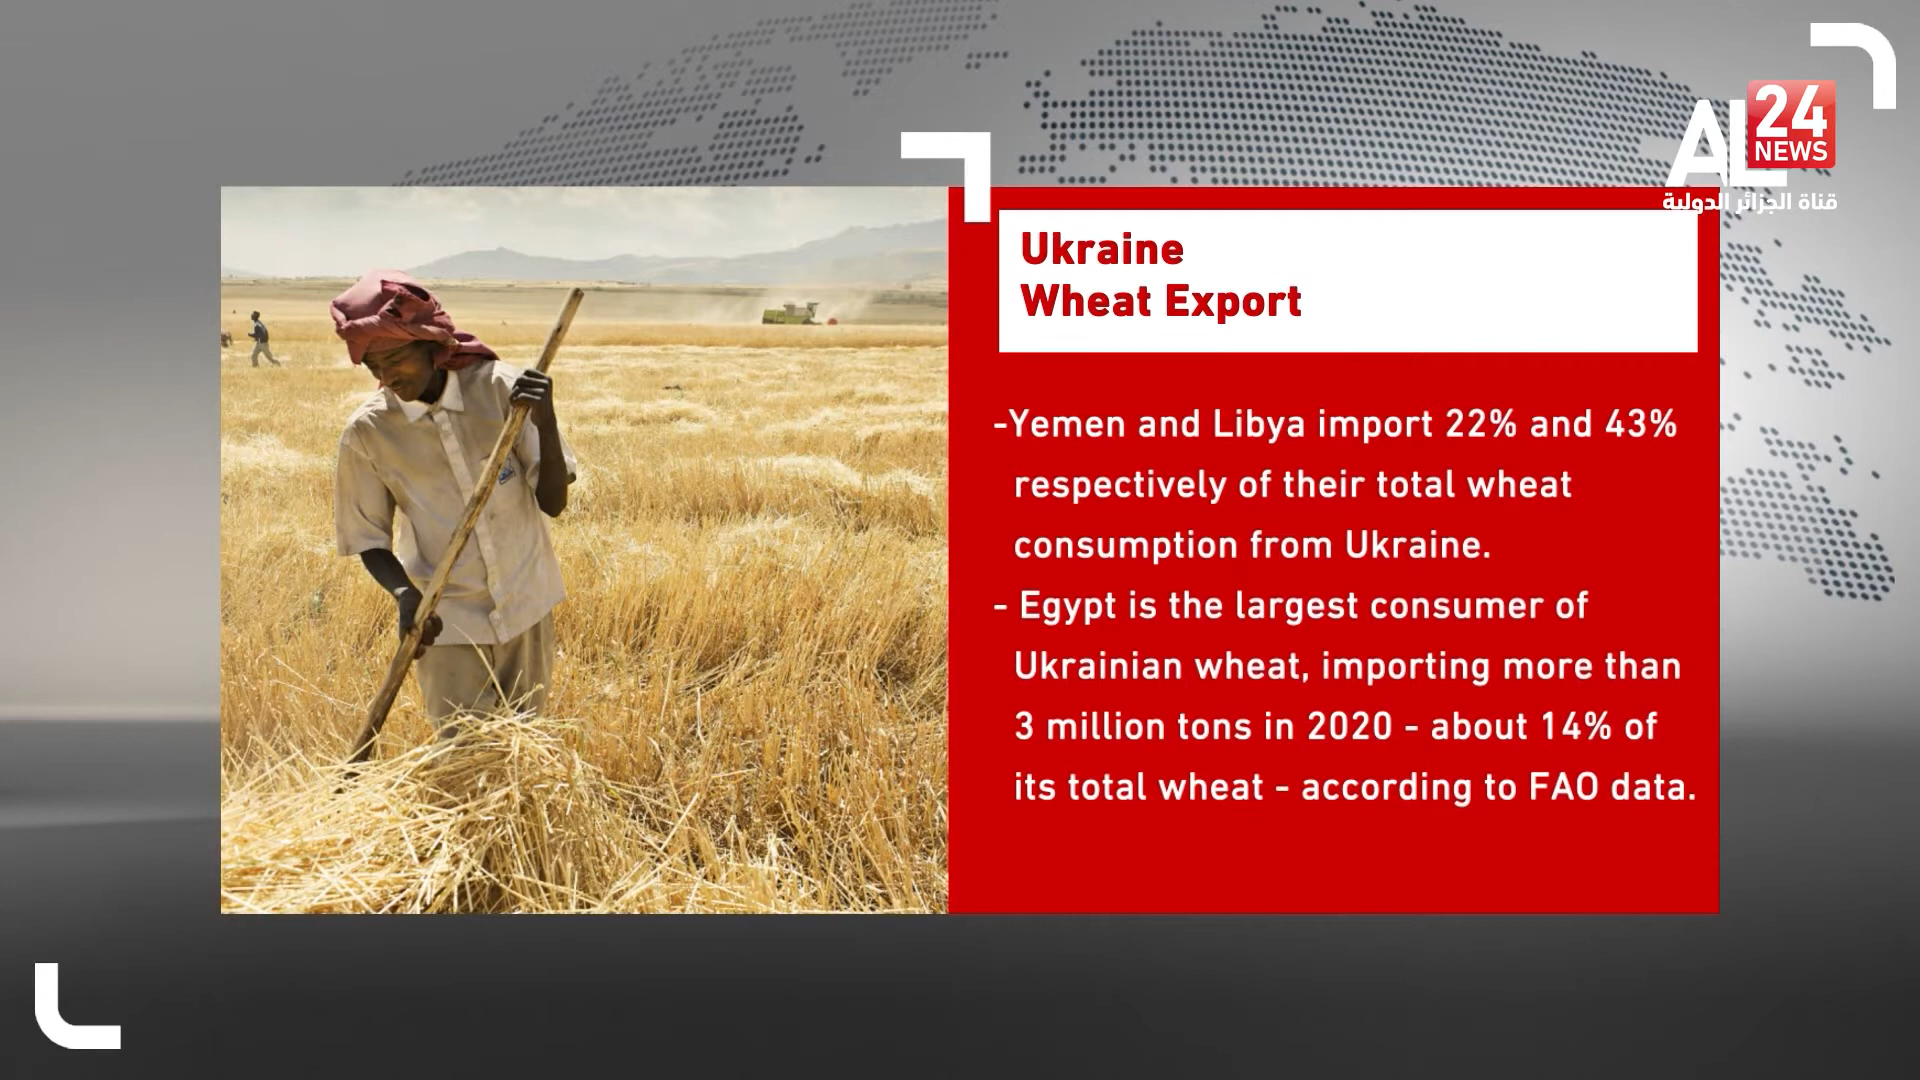 AL
24
NEWS
قناة الجزائر الدولية
Ukraine
Wheat Export
-Yemen and Libya import 22% and 43%
respectively of their total wheat
consumption from Ukraine.
- Egypt is the largest consumer of
Ukrainian wheat, importing more than
3 million tons in 2020 - about 14% of
its total wheat - according to FAO data.